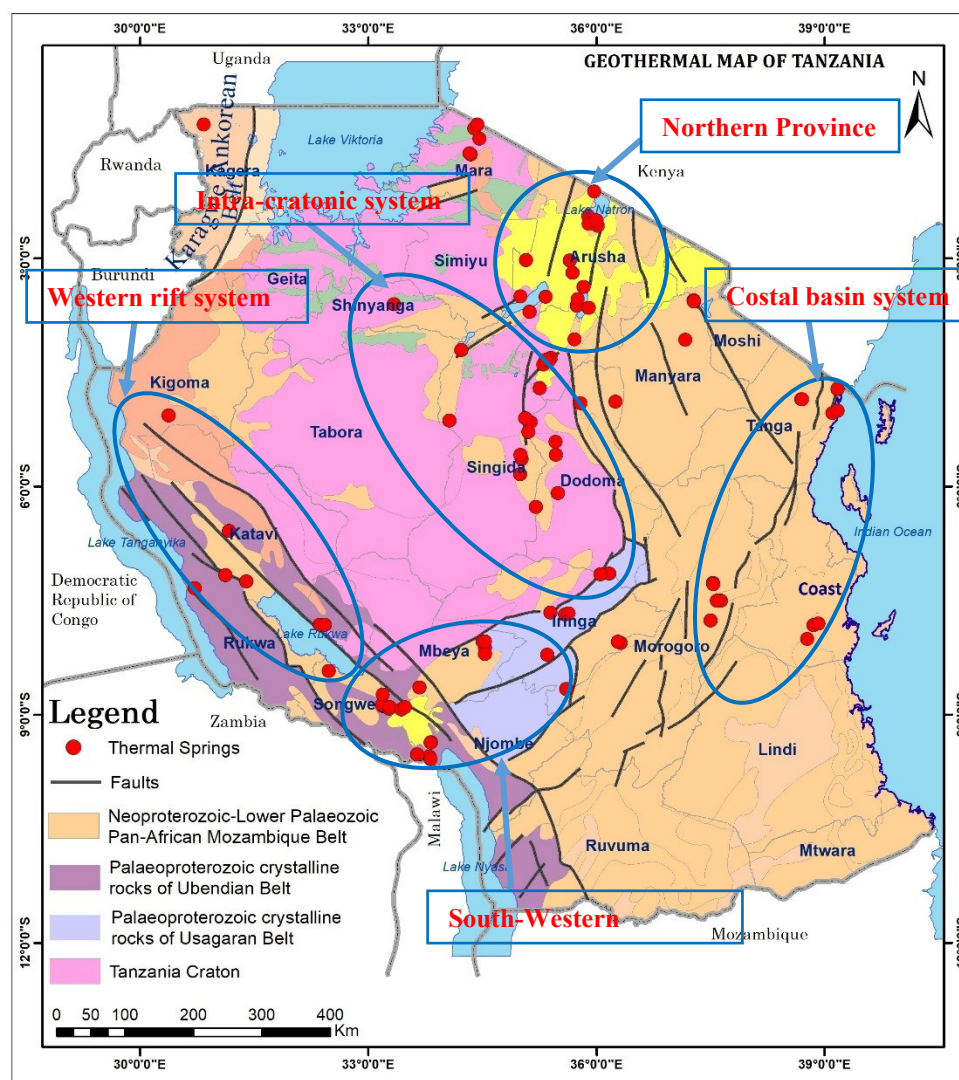 30°0'0"E 33°0'0"E 36°0'0"E 39°0'0"E
Uganda
GEOTHERMAL MAP OF TANZANIA
N
Karagwe Ankorean
Belt
Lake Viktoria
Northern Province
Rwanda
Mara
Kenya
Kagera
Intra-cratonic system
Lake Natron
3°0'0"S
Simiyu
Arusha
Burundi
Geita
Western rift system
Shinyanga
Costal basin system
Moshi
Kigoma
Manyara
Tabora
Tanga
Singida
Dodoma
6°0'0"S
Katavi
Indian Ocean
Lake Tanganyika
Democratic
Republic of
Congo
Coast
Iringa
Lake Rukwa
Rukwa
Mbeya
Morogoro
Songwe
9°0'0"S
Zambia
Njombe
Lindi
Malawi
Ruvuma
Mtwara
Lake Nyasa
South-Western
Mozambique
12°0'0"S
Legend
Thermal Springs
Faults
Neoproterozoic-Lower Palaeozoic
Pan-African Mozambique Belt
Palaeoproterozoic crystalline
rocks of Ubendian Belt
Palaeoproterozoic crystalline
rocks of Usagaran Belt
Tanzania Craton
0 50 100 200 300 400
Km
30°0'0"E 33°0'0"E 36°0'0"E 39°0'0"E